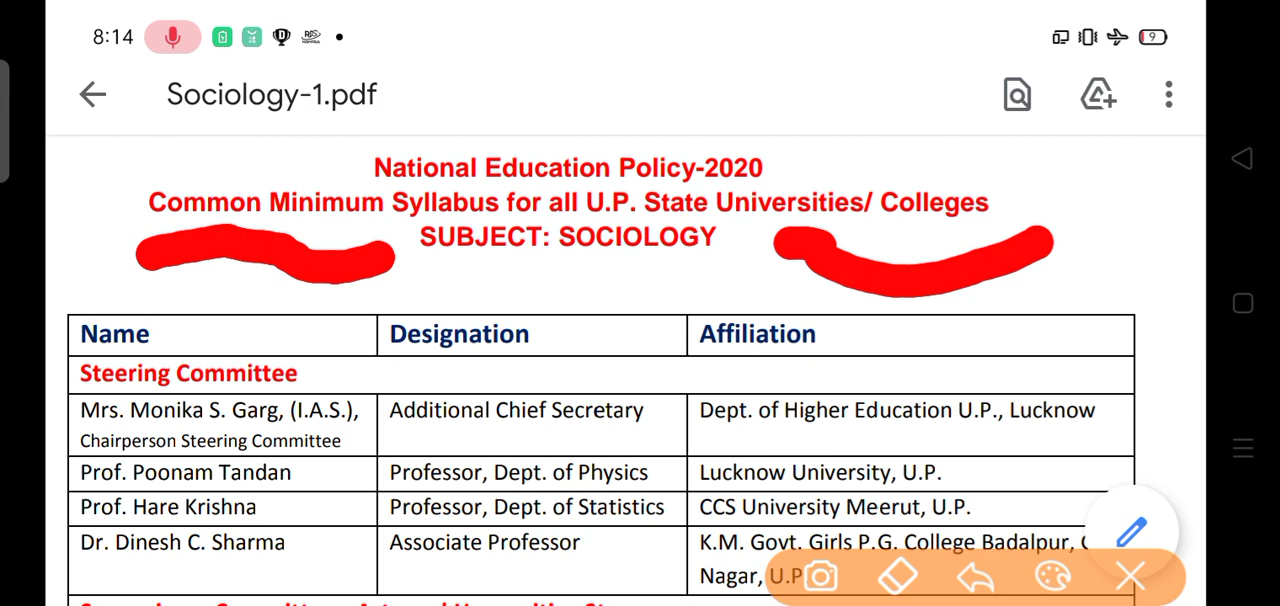 8:14
9
Sociology-1.pdf
National Education Policy-2020
Common Minimum Syllabus for all U.P. State Universities/ Colleges
SUBJECT: SOCIOLOGY
Name Designation Affiliation
Steering Committee
Mrs. Monika S. Garg, (I.A.S.), Additional Chief Secretary Dept. of Higher Education U.P., Lucknow
Chairperson Steering Committee
Prof. Poonam Tandan Professor, Dept. of Physics Lucknow University, U.P.
Prof. Hare Krishna Professor, Dept. of Statistics CCS University Meerut, U.P.
Dr. Dinesh C. Sharma Associate Professor K.M. Govt. Girls P.G. College Badalpur,
Nagar, U.P